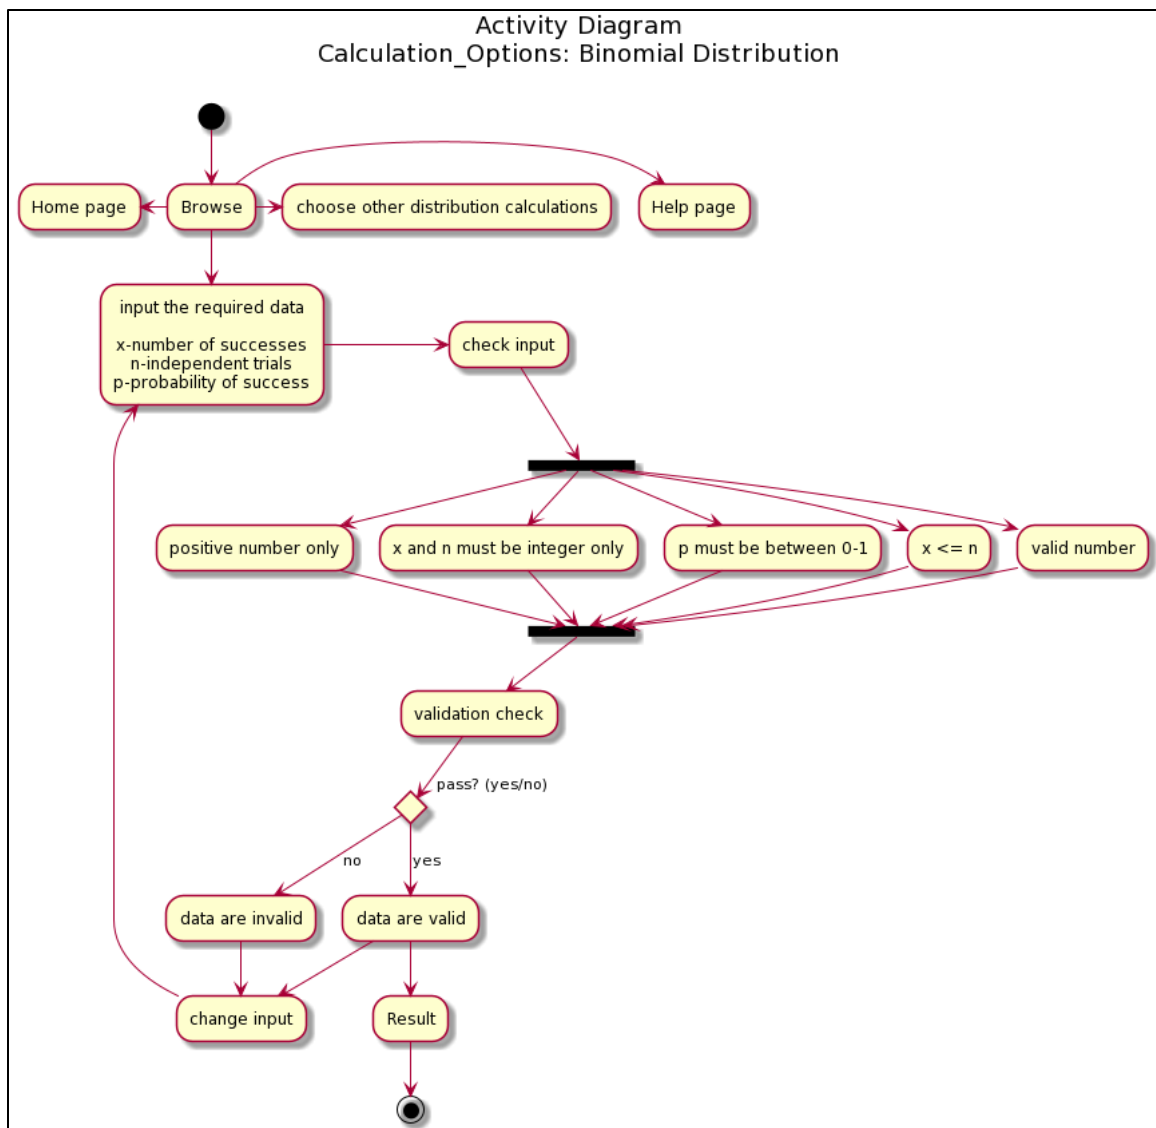 Activity Diagram
Calculation_Options: Binomial Distribution
Home page
Browse
choose other distribution calculations
Help page
input the required data
x-number of successes
n-independent trials
p-probability of success
check input
positive number only
x and n must be integer only
p must be between 0-1
x <= n
valid number
validation check
pass? (yes/no)
no
yes
data are invalid
data are valid
change input
Result